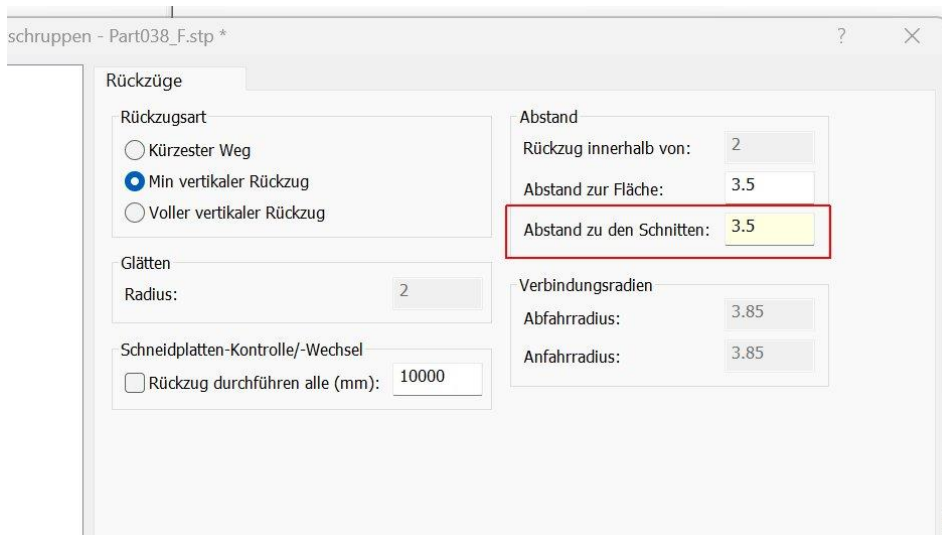 schruppen - Part038_F.stp *
?
Rückzüge
Rückzugsart
Kürzester Weg
Min vertikaler Rückzug
Voller vertikaler Rückzug
Glätten
Radius: 2
Schneidplatten-Kontrolle/-Wechsel
Rückzug durchführen alle (mm): 10000
Abstand
Rückzug innerhalb von: 2
Abstand zur Fläche: 3.5
Abstand zu den Schnitten: 3.5
Verbindungsradien
Abfahrradius: 3.85
Anfahrradius: 3.85